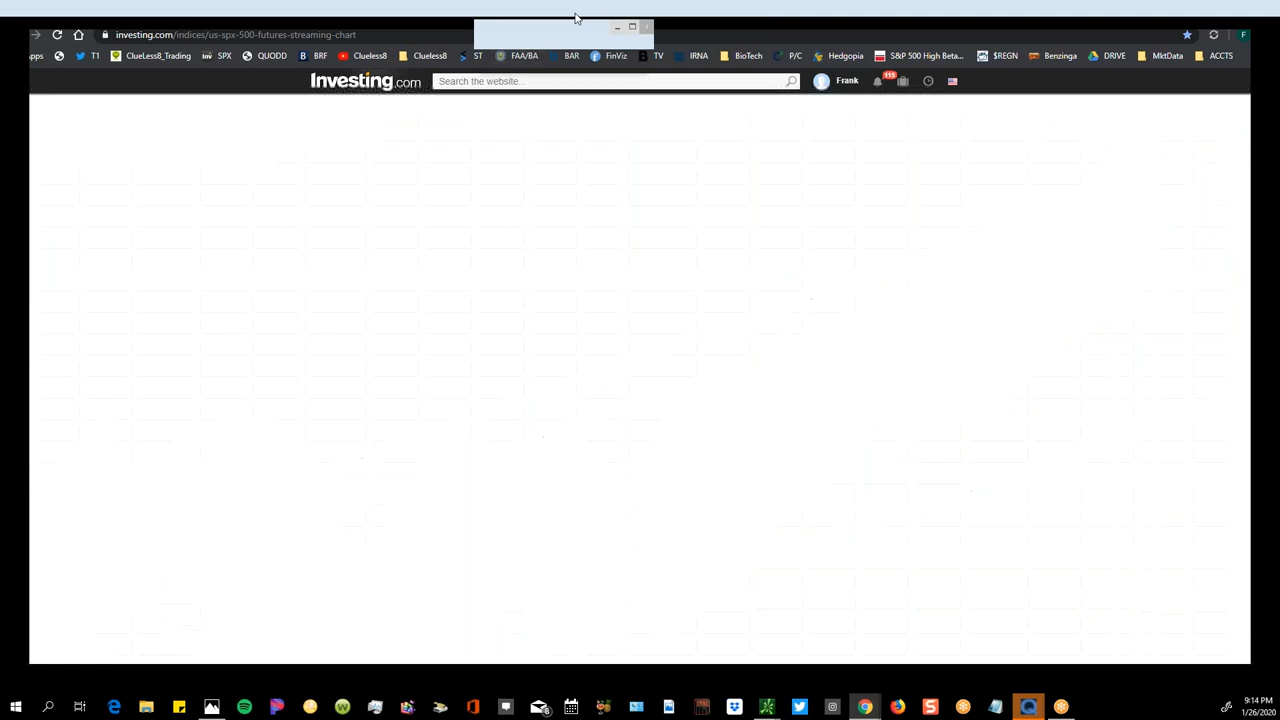 investing.com/indices/us-spx-500-futures-streaming-chart
F
Apps T1 ClueLess8_Trading SPX QUODD BRF Clueless8 Clueless8 ST FAA/BA BAR FinViz TV IRNA BioTech P/C Hedgopia S&P 500 High Beta... $REGN Benzinga DRIVE MktData ACCTS
Investing.com Search the website... Frank 115
9:14 PM
1/26/2020